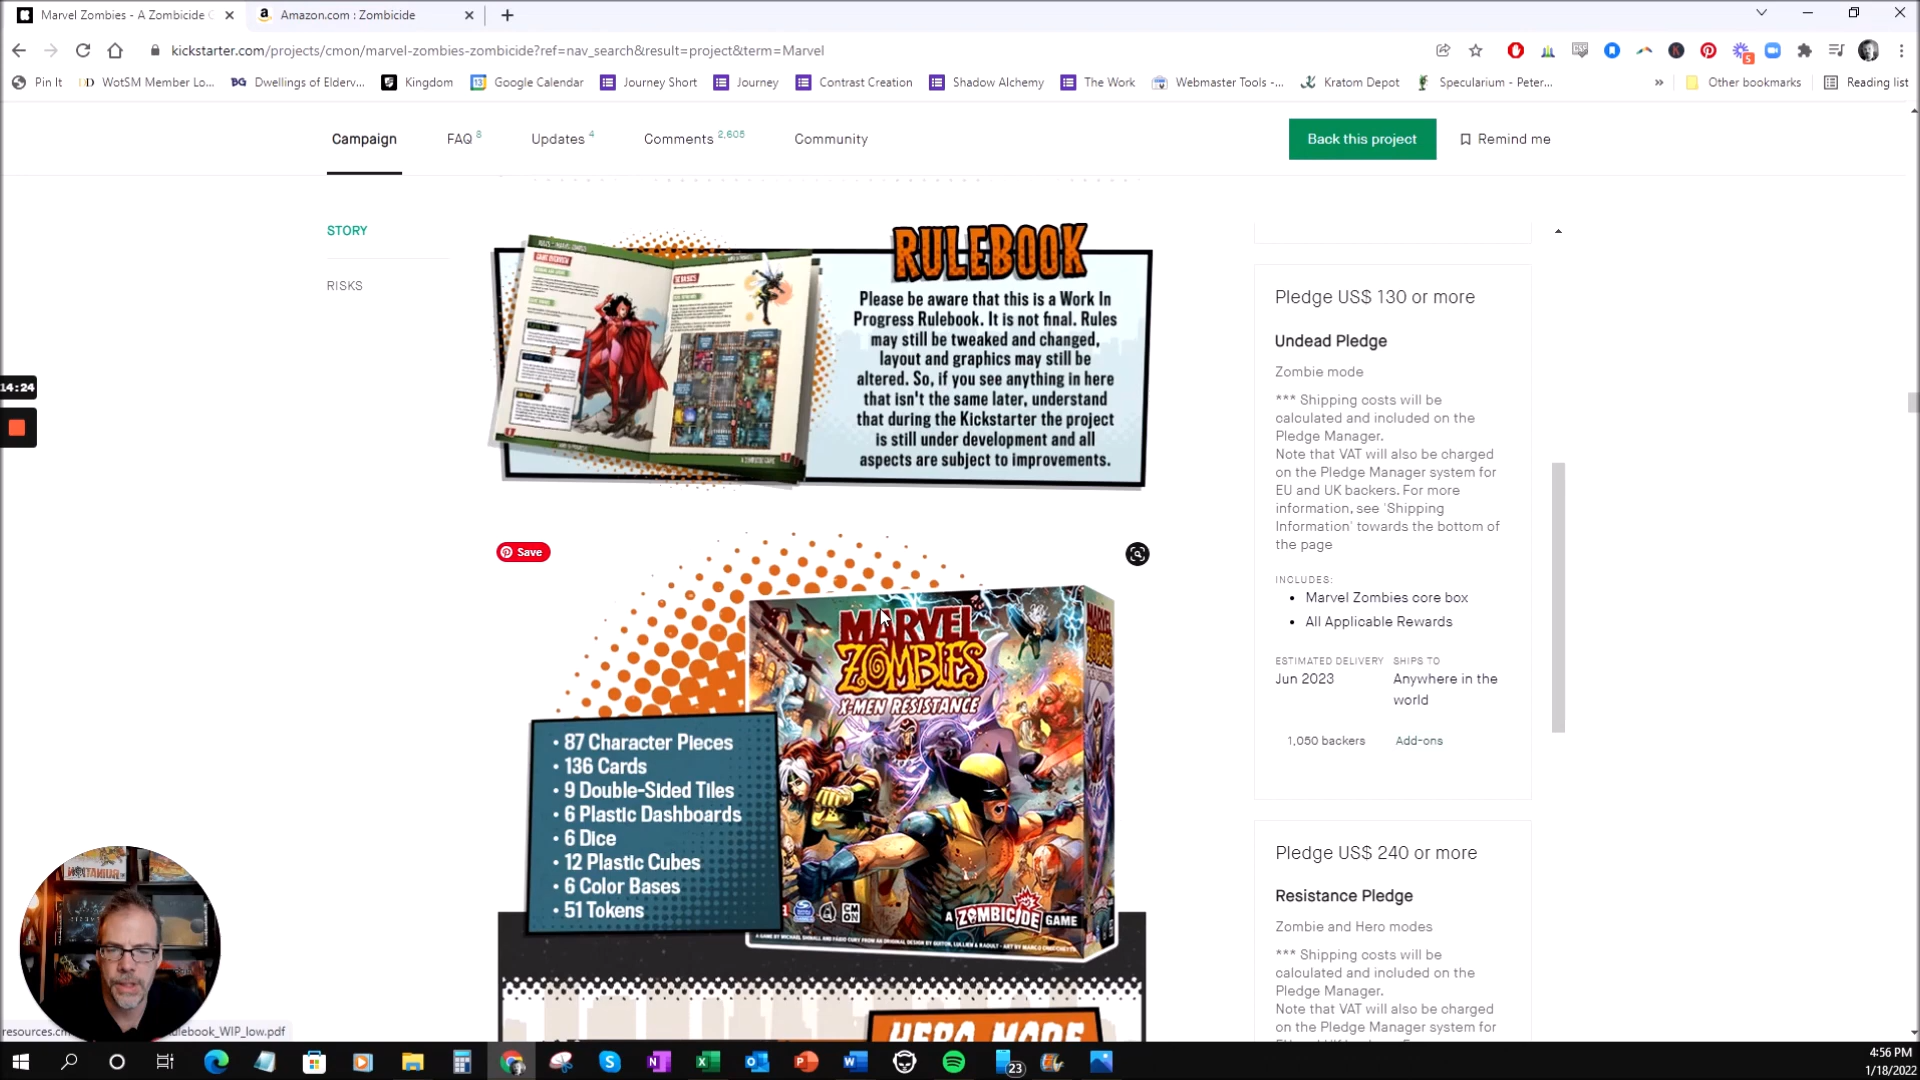 Marvel Zombies - A Zombicide G
Amazon.com : Zombicide
kickstarter.com/projects/cmon/marvel-zombies-zombicide?ref=nav_search&result=project&term=Marvel
Pin It
WotSM Member Lo...
Dwellings of Elderv...
Kingdom
Google Calendar
Journey Short
Journey
Contrast Creation
Shadow Alchemy
The Work
Webmaster Tools -...
Kratom Depot
Specularium - Peter...
Other bookmarks
Reading list
Campaign
FAQ 8
Updates 4
Comments 2,605
Community
Back this project
Remind me
STORY
RISKS
14:24
RULEBOOK
Please be aware that this is a Work In
Progress Rulebook. It is not final. Rules
may still be tweaked and changed,
layout and graphics may still be
altered. So, if you see anything in here
that isn't the same later, understand
that during the Kickstarter the project
is still under development and all
aspects are subject to improvements.
Save
MARVEL
ZOMBIES
X-MEN RESISTANCE
• 87 Character Pieces
• 136 Cards
• 9 Double-Sided Tiles
• 6 Plastic Dashboards
• 6 Dice
• 12 Plastic Cubes
• 6 Color Bases
• 51 Tokens
CMON
A ZOMBICIDE GAME
HERO MODE
Pledge US$ 130 or more
Undead Pledge
Zombie mode
*** Shipping costs will be
calculated and included on the
Pledge Manager.
Note that VAT will also be charged
on the Pledge Manager system for
EU and UK backers. For more
information, see 'Shipping
Information' towards the bottom of
the page
INCLUDES:
• Marvel Zombies core box
• All Applicable Rewards
ESTIMATED DELIVERY
Jun 2023
SHIPS TO
Anywhere in the
world
1,050 backers
Add-ons
Pledge US$ 240 or more
Resistance Pledge
Zombie and Hero modes
*** Shipping costs will be
calculated and included on the
Pledge Manager.
Note that VAT will also be charged
on the Pledge Manager system for
resources.cm
ulebook_WIP_low.pdf
23
4:56 PM
1/18/2022